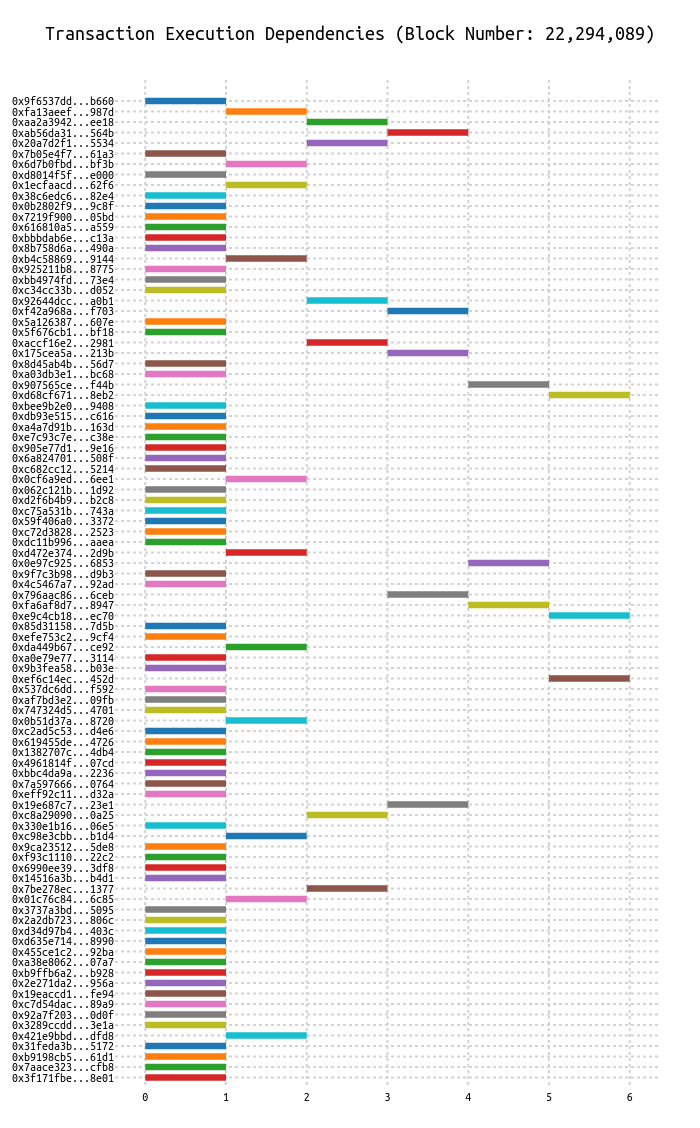 Transaction Execution Dependencies (Block Number: 22,294,089)
0x9f6537dd...b660
0xfa13aeef...987d
0xaa2a3942...ee18
0xab56da31...564b
0x20a7d2f1...5534
0x7b05e4f7...61a3
0x6d7b0fbd...bf3b
0xd8014f5f...e000
0x1ecfaacd...62f6
0x38c6edc6...82e4
0x0b2802f9...9c8f
0x7219f900...05bd
0x616810a5...a559
0xbbbdab6e...c13a
0x8b758d6a...490a
0xb4c58869...9144
0x925211b8...8775
0xbb4974fd...73e4
0xc34cc33b...d052
0x92644dcc...a0b1
0xf42a968a...f703
0x5a126387...607e
0x5f676cb1...bf18
0xaccf16e2...2981
0x175cea5a...213b
0x8d45ab4b...56d7
0xa03db3e1...bc68
0x907565ce...f44b
0xd68cf671...8eb2
0xbee9b2e0...9408
0xdb93e515...c616
0xa4a7d91b...163d
0xe7c93c7e...c38e
0x905e77d1...9e16
0x6a824701...508f
0xc682cc12...5214
0x0cf6a9ed...6ee1
0x062c121b...1d92
0xd2f6b4b9...b2c8
0xc75a531b...743a
0x59f406a0...3372
0xc72d3828...2523
0xdc11b996...aaea
0xd472e374...2d9b
0x0e97c925...6853
0x9f7c3b98...d9b3
0x4c5467a7...92ad
0x796aac86...6ceb
0xfa6af8d7...8947
0xe9c4cb18...ec70
0x85d31158...7d5b
0xefe753c2...9cf4
0xda449b67...ce92
0xa0e79e77...3114
0x9b3fea58...b03e
0xef6c14ec...452d
0x537dc6dd...f592
0xaf7bd3e2...09fb
0x747324d5...4701
0x0b51d37a...8720
0xc2ad5c53...d4e6
0x619455de...4726
0x1382707c...4db4
0x4961814f...07cd
0xbbc4da9a...2236
0x7a597666...0764
0xeff92c11...d32a
0x19e687c7...23e1
0xc8a29090...0a25
0x330e1b16...06e5
0xc98e3cbb...b1d4
0x9ca23512...5de8
0xf93c1110...22c2
0x6990ee39...3df8
0x14516a3b...b4d1
0x7be278ec...1377
0x01c76c84...6c85
0x3737a3bd...5095
0x2a2db723...806c
0xd34d97b4...403c
0xd635e714...8990
0x455ce1c2...92ba
0xa38e8062...07a7
0xb9ffb6a2...b928
0x2e271da2...956a
0x19eaccd1...fe94
0xc7d54dac...89a9
0x92a7f203...0d0f
0x3289ccdd...3e1a
0x421e9bbd...dfd8
0x31feda3b...5172
0xb9198cb5...61d1
0x7aace323...cfb8
0x3f171fbe...8e01
0 1 2 3 4 5 6